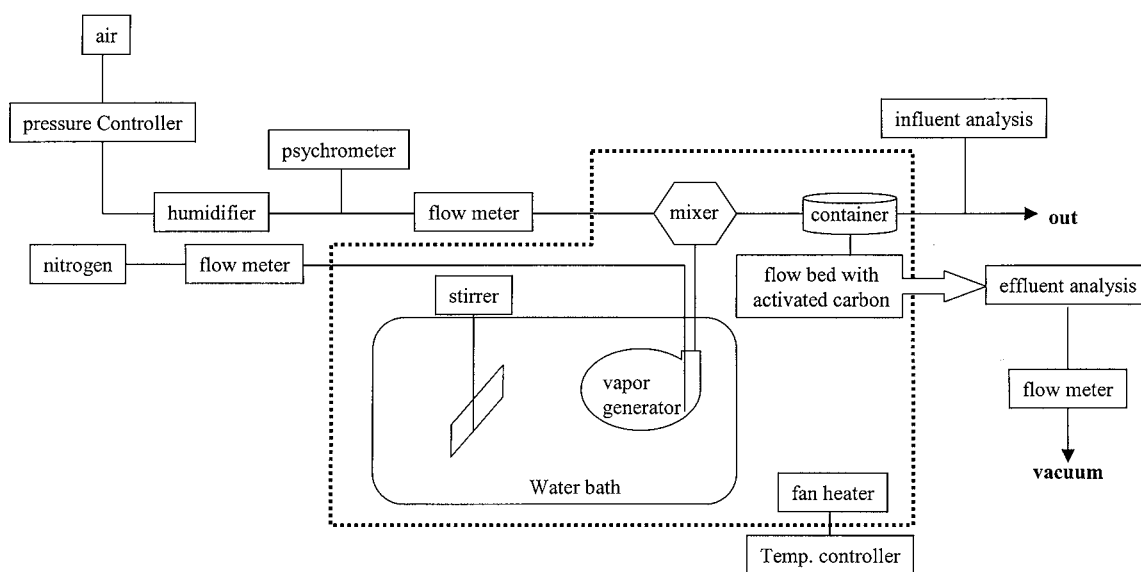 air
pressure Controller
influent analysis
psychrometer
humidifier
flow meter
mixer
container
out
nitrogen
flow meter
flow bed with
activated carbon
effluent analysis
stirrer
vapor
generator
flow meter
Water bath
fan heater
vacuum
Temp. controller